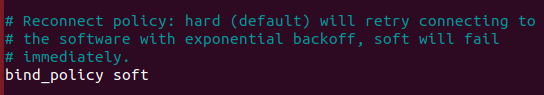 # Reconnect policy: hard (default) will retry connecting to
# the software with exponential backoff, soft will fail
# immediately.
bind_policy soft